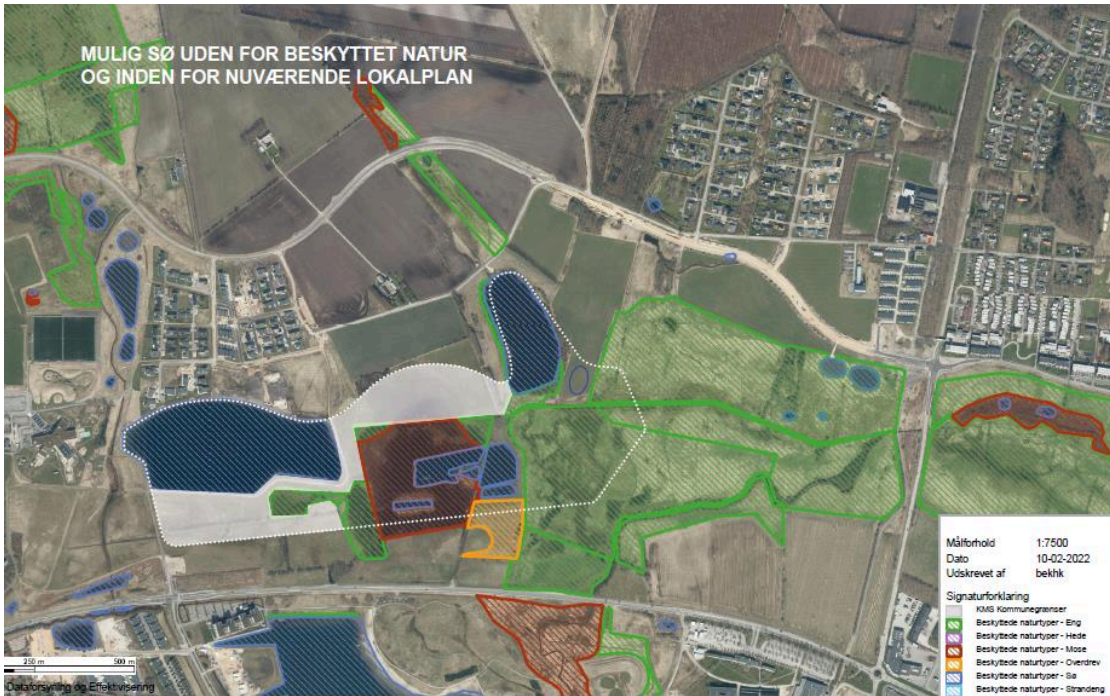 MULIG SØ UDEN FOR BESKYTTET NATUR
OG INDEN FOR NUVÆRENDE LOKALPLAN
Målforhold 1:7500
Dato 10-02-2022
Udskrevet af bekhk
Signaturforklaring
KMS Kommunegrænser
Beskyttede naturtyper - Eng
Beskyttede naturtyper - Hede
Beskyttede naturtyper - Mose
Beskyttede naturtyper - Overdrev
Beskyttede naturtyper - Sø
Beskyttede naturtyper - Strandeng
250 m 500 m
Dataforsyning og Effektivisering